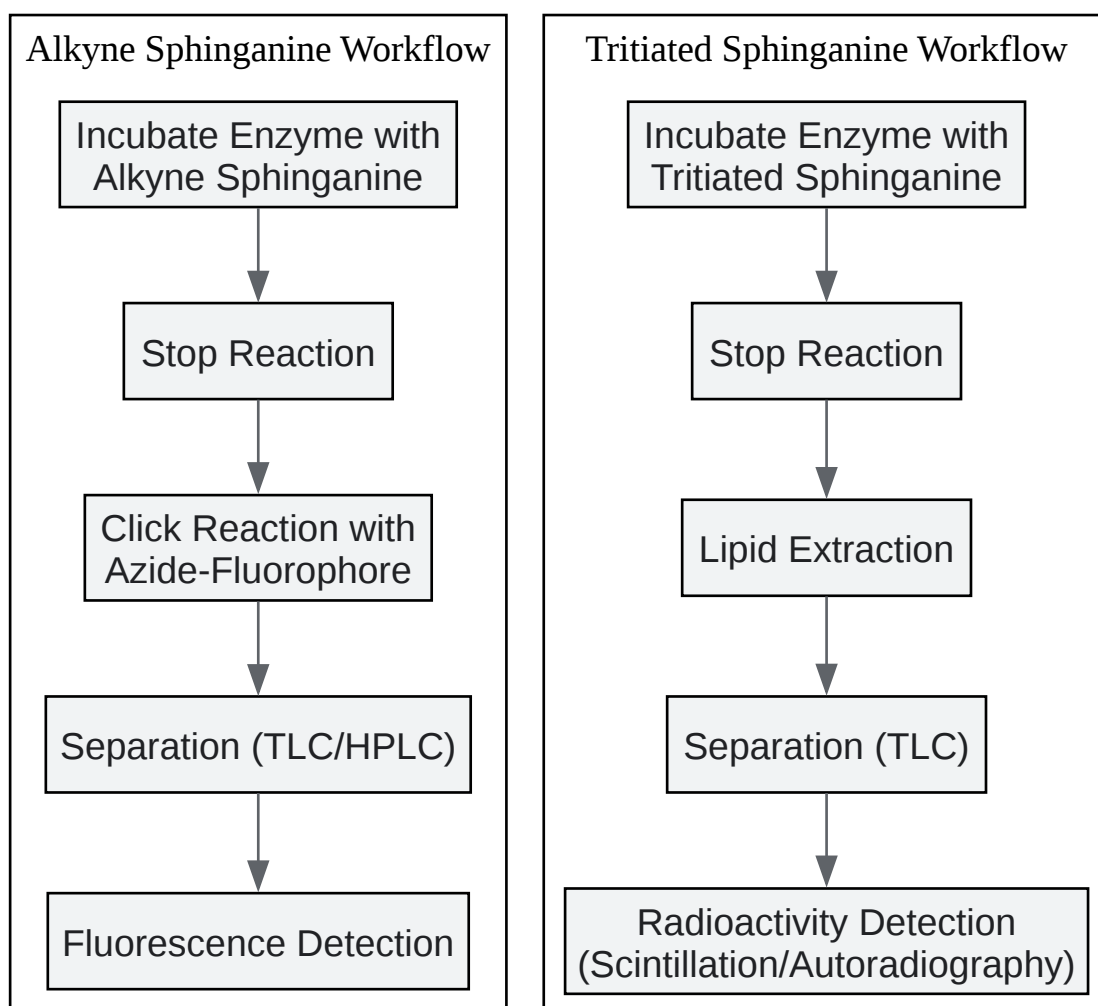 Alkyne Sphinganine Workflow
Incubate Enzyme with
Alkyne Sphinganine
Stop Reaction
Click Reaction with
Azide-Fluorophore
Separation (TLC/HPLC)
Fluorescence Detection
Tritiated Sphinganine Workflow
Incubate Enzyme with
Tritiated Sphinganine
Stop Reaction
Lipid Extraction
Separation (TLC)
Radioactivity Detection
(Scintillation/Autoradiography)